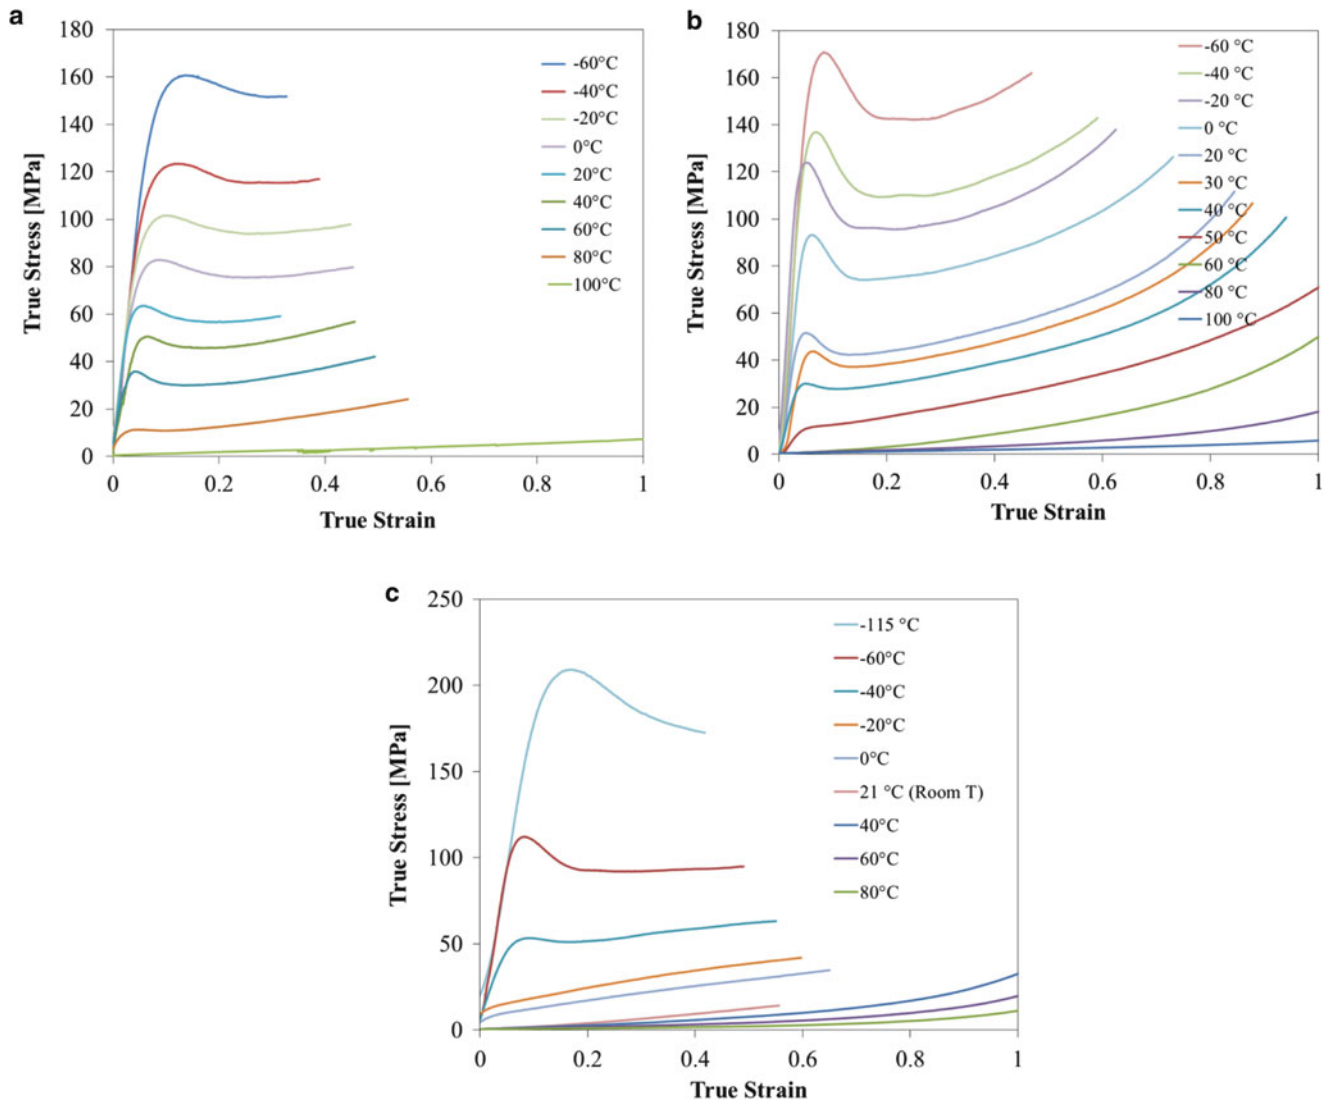 a
180
160
140
120
100
80
60
40
20
0
True Stress [MPa]
-60°C
-40°C
-20°C
0°C
20°C
40°C
60°C
80°C
100°C
0 0.2 0.4 0.6 0.8 1
True Strain
b
180
160
140
120
100
80
60
40
20
0
True Stress [MPa]
-60 °C
-40 °C
-20 °C
0 °C
20 °C
30 °C
40 °C
50 °C
60 °C
80 °C
100 °C
0 0.2 0.4 0.6 0.8 1
True Strain
c
250
200
150
100
50
0
True Stress [MPa]
-115 °C
-60°C
-40°C
-20°C
0°C
21 °C (Room T)
40°C
60°C
80°C
0 0.2 0.4 0.6 0.8 1
True Strain